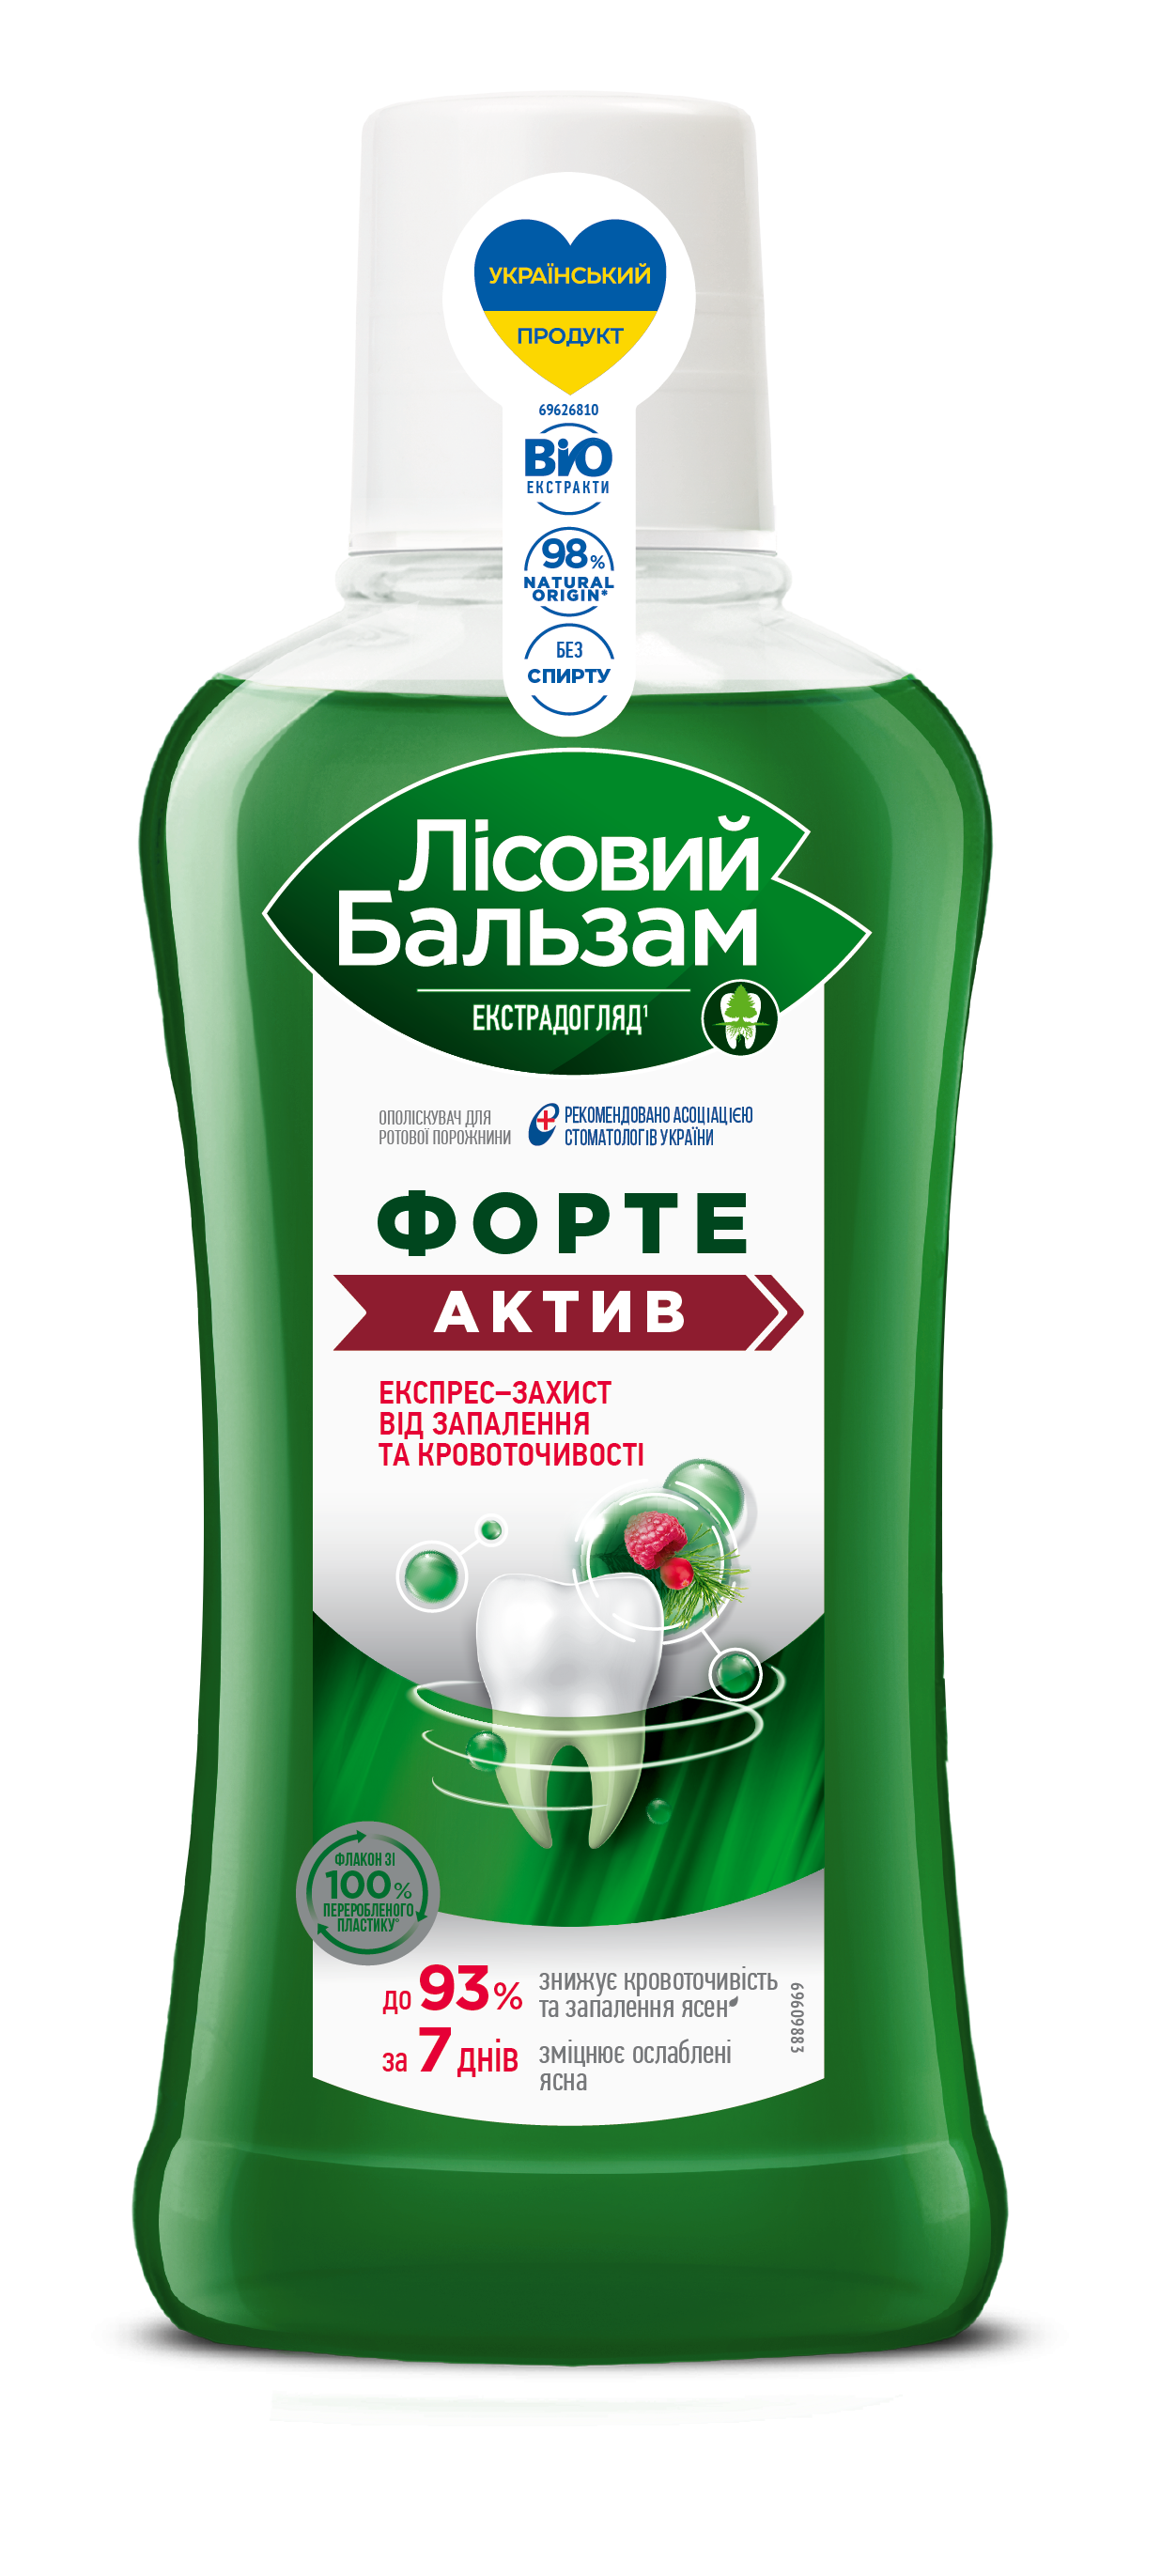 УКРАЇНСЬКИЙ
ПРОДУКТ
69626810
ВіО
ЕКСТРАКТИ
98%
NATURAL
ORIGIN*
БЕЗ
СПИРТУ
Лісовий
Бальзам
ЕКСТРАДОГЛЯД¹
ОПОЛІСКУВАЧ ДЛЯ
РОТОВОЇ ПОРОЖНИНИ
РЕКОМЕНДОВАНО АСОЦІАЦІЄЮ
СТОМАТОЛОГІВ УКРАЇНИ
ФОРТЕ
АКТИВ
ЕКСПРЕС–ЗАХИСТ
ВІД ЗАПАЛЕННЯ
ТА КРОВОТОЧИВОСТІ
ФЛАКОН ЗІ
100%
ПЕРЕРОБЛЕНОГО
ПЛАСТИКУ
до 93% знижує кровоточивість
та запалення ясен
за 7 днів зміцнює ослаблені
ясна
69609883